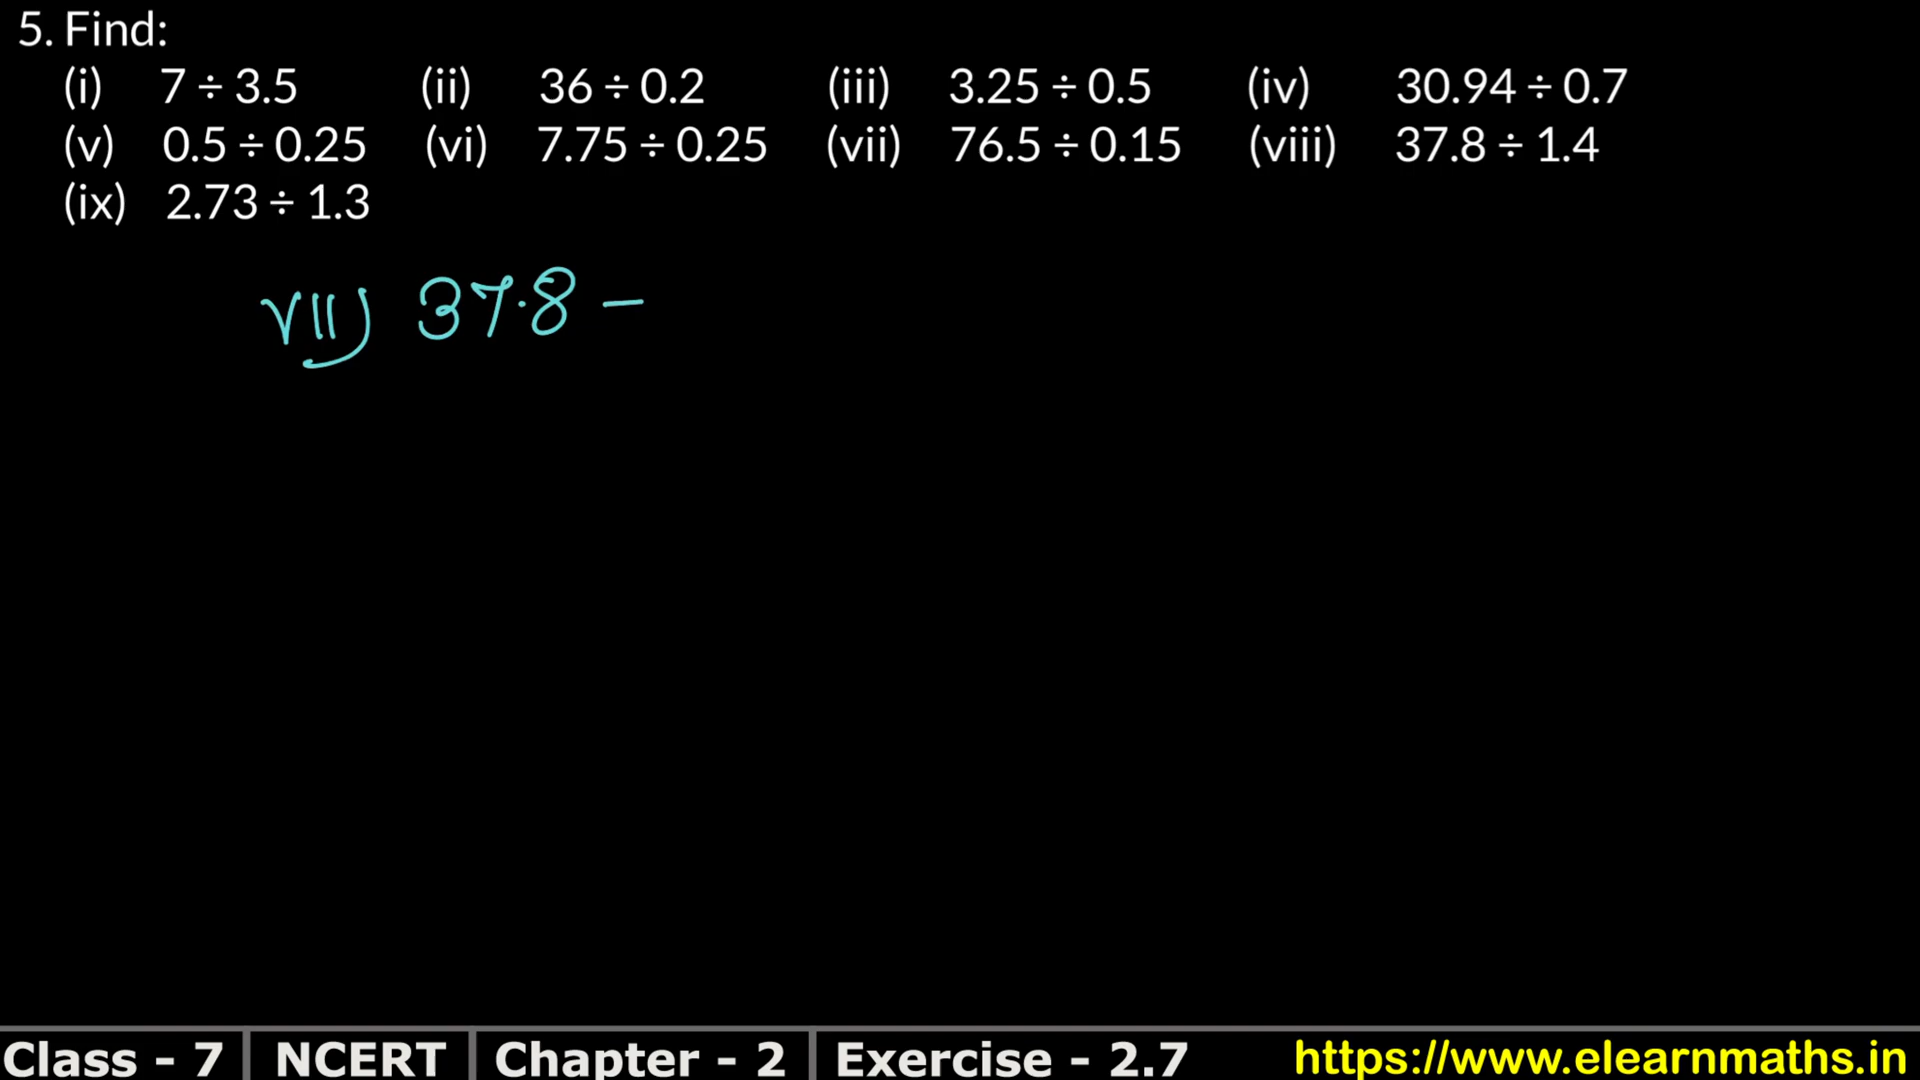 5. Find:
(i) 7 ÷ 3.5 (ii) 36 ÷ 0.2 (iii) 3.25 ÷ 0.5 (iv) 30.94 ÷ 0.7
(v) 0.5 ÷ 0.25 (vi) 7.75 ÷ 0.25 (vii) 76.5 ÷ 0.15 (viii) 37.8 ÷ 1.4
(ix) 2.73 ÷ 1.3
VII) 37.8 –
Class - 7 NCERT Chapter - 2 Exercise - 2.7 https://www.elearnmaths.in